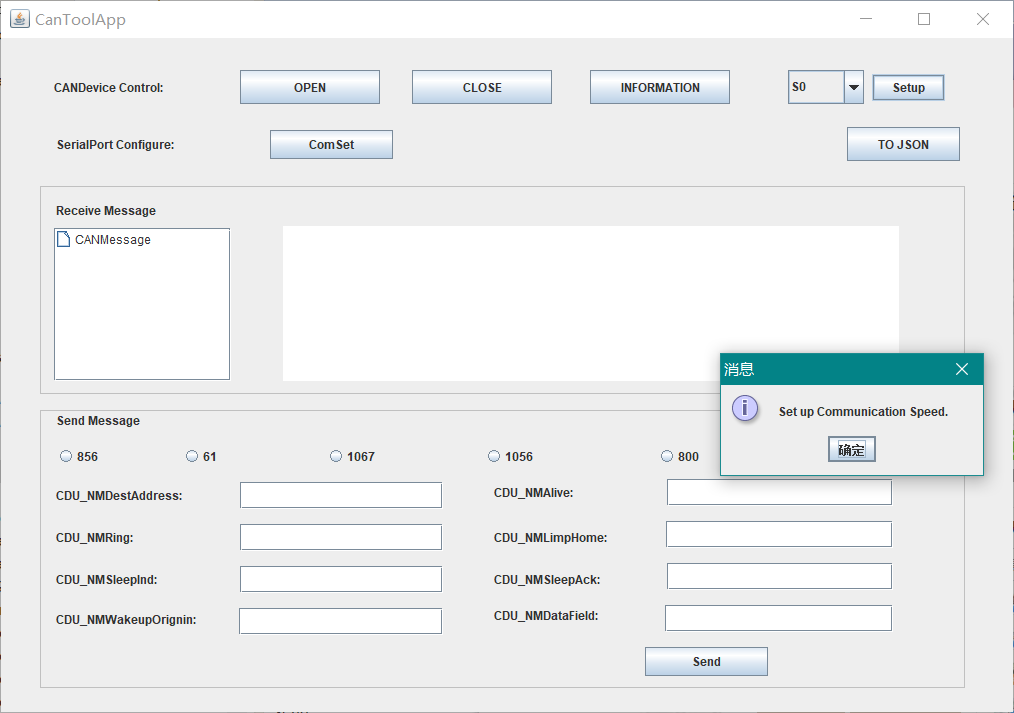 CanToolApp
CANDevice Control:
OPEN
CLOSE
INFORMATION
S0
Setup
SerialPort Configure:
ComSet
TO JSON
Receive Message
CANMessage
消息
Set up Communication Speed.
确定
Send Message
856
61
1067
1056
800
CDU_NMDestAddress:
CDU_NMAlive:
CDU_NMRing:
CDU_NMLimpHome:
CDU_NMSleepInd:
CDU_NMSleepAck:
CDU_NMWakeupOrignin:
CDU_NMDataField:
Send